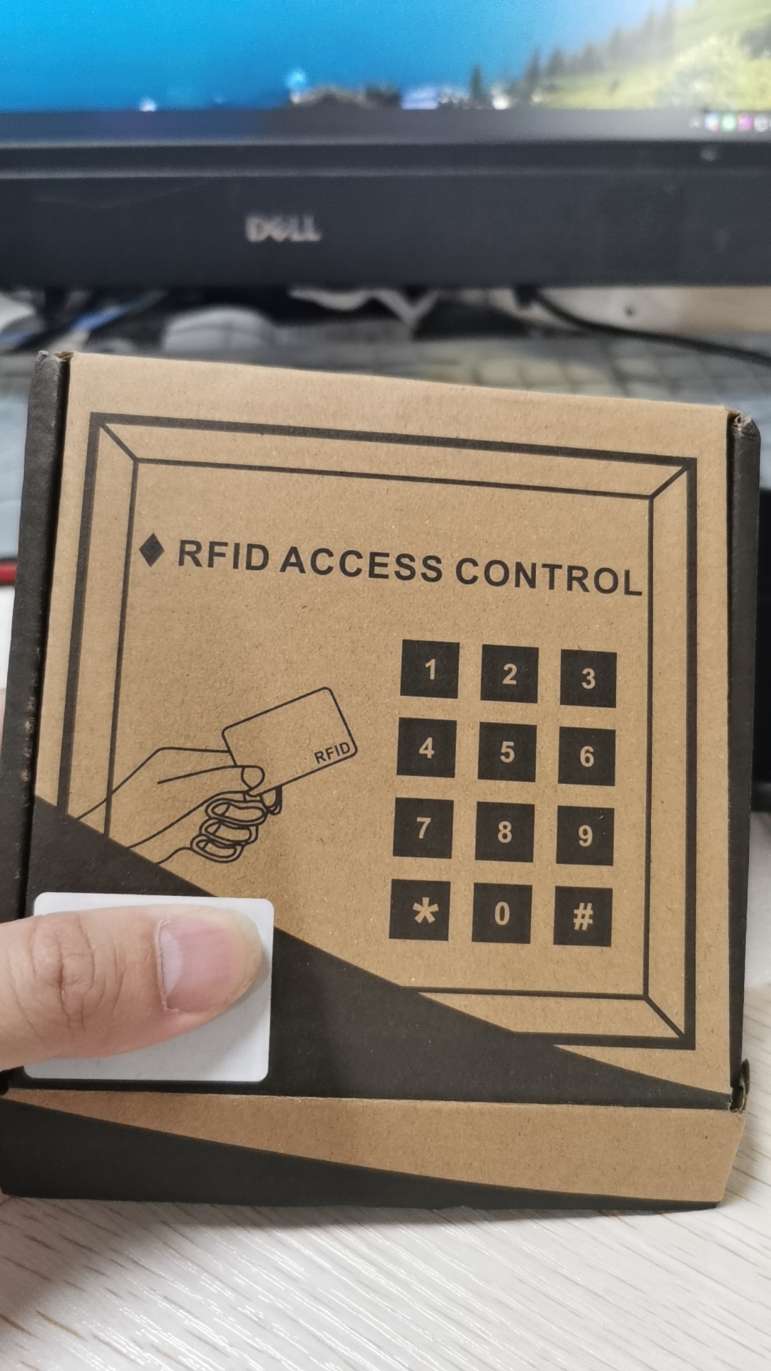 DELL
◆ RFID ACCESS CONTROL
RFID
1 2 3
4 5 6
7 8 9
* 0 #